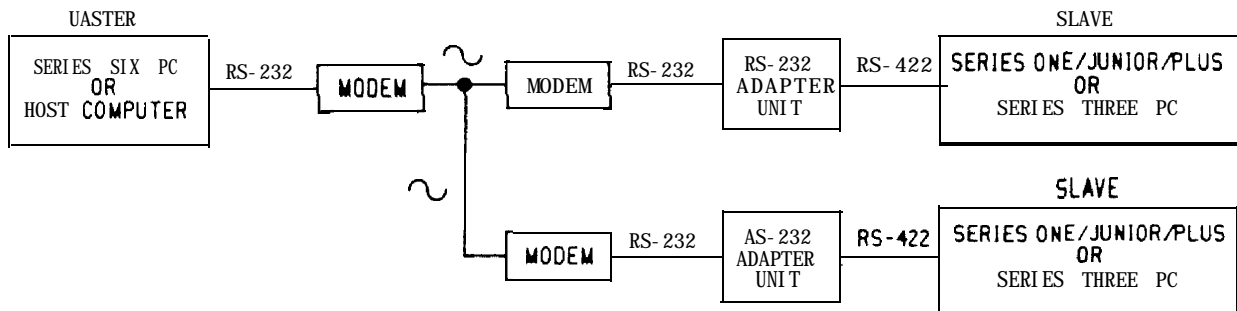 UASTER
SERIES SIX PC
OR
HOST COMPUTER
RS-232
MODEM
MODEM
RS-232
RS-232
ADAPTER
UNIT
RS-422
SLAVE
SERIES ONE/JUNIOR/PLUS
OR
SERIES THREE PC
MODEM
RS-232
AS-232
ADAPTER
UNIT
RS-422
SLAVE
SERIES ONE/JUNIOR/PLUS
OR
SERIES THREE PC